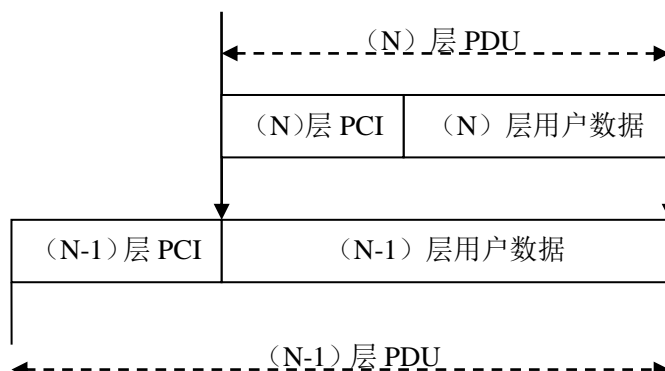 （N）层 PDU
（N)层 PCI
（N） 层用户数据
（N-1）层 PCI
（N-1）层用户数据
（N-1）层 PDU